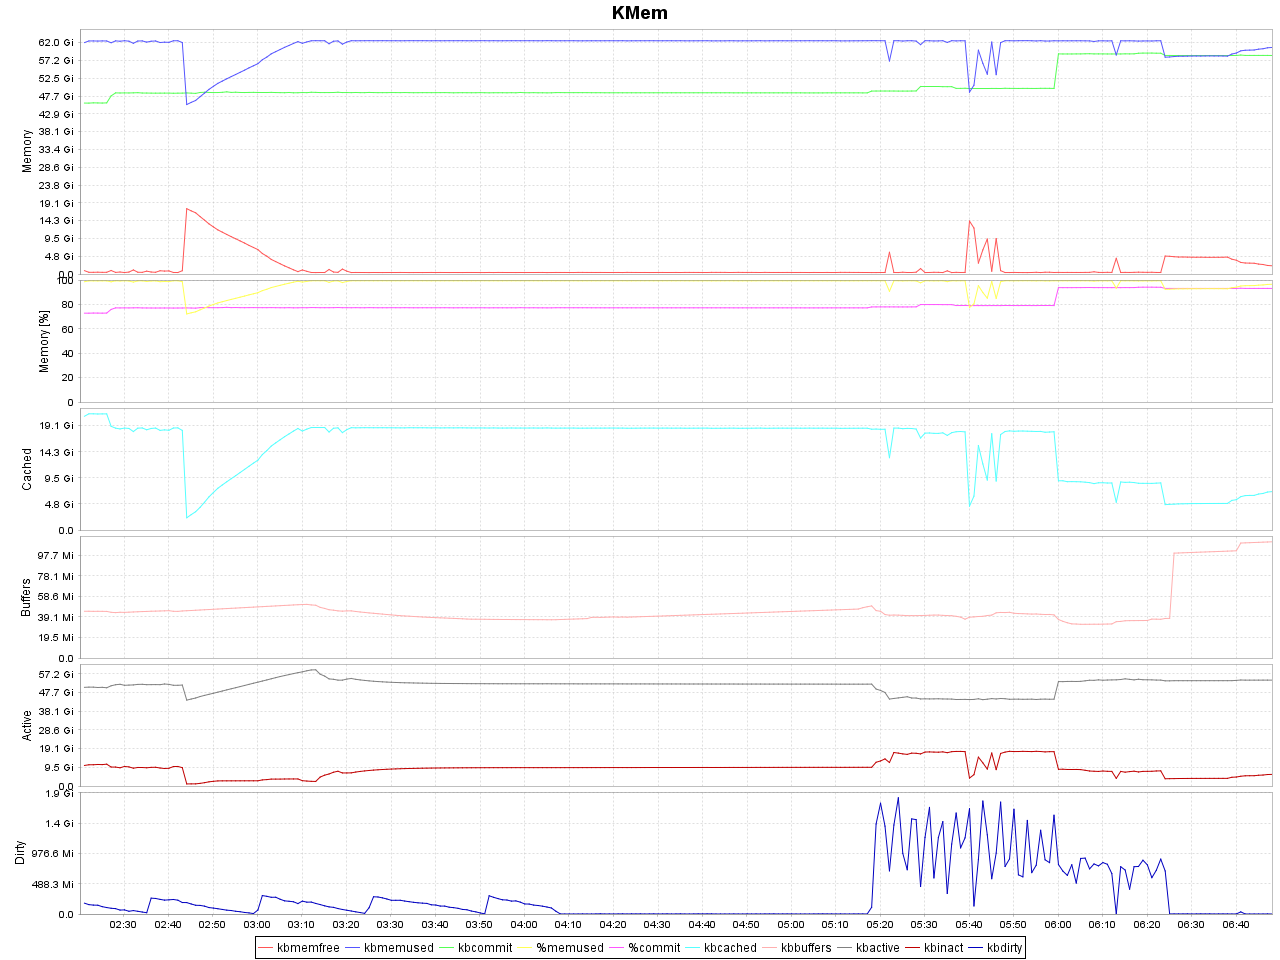 KMem
Memory
62.0 Gi
57.2 Gi
52.5 Gi
47.7 Gi
42.9 Gi
38.1 Gi
33.4 Gi
28.6 Gi
23.8 Gi
19.1 Gi
14.3 Gi
9.5 Gi
4.8 Gi
0.0
Memory [%]
100
80
60
40
20
0
Cached
19.1 Gi
14.3 Gi
9.5 Gi
4.8 Gi
0.0
Buffers
97.7 Mi
78.1 Mi
58.6 Mi
39.1 Mi
19.5 Mi
0.0
Active
57.2 Gi
47.7 Gi
38.1 Gi
28.6 Gi
19.1 Gi
9.5 Gi
0.0
Dirty
1.9 Gi
1.4 Gi
976.6 Mi
488.3 Mi
0.0
02:30 02:40 02:50 03:00 03:10 03:20 03:30 03:40 03:50 04:00 04:10 04:20 04:30 04:40 04:50 05:00 05:10 05:20 05:30 05:40 05:50 06:00 06:10 06:20 06:30 06:40
kbmemfree kbmemused kbcommit %memused %commit kbcached kbbuffers kbactive kbinact kbdirty